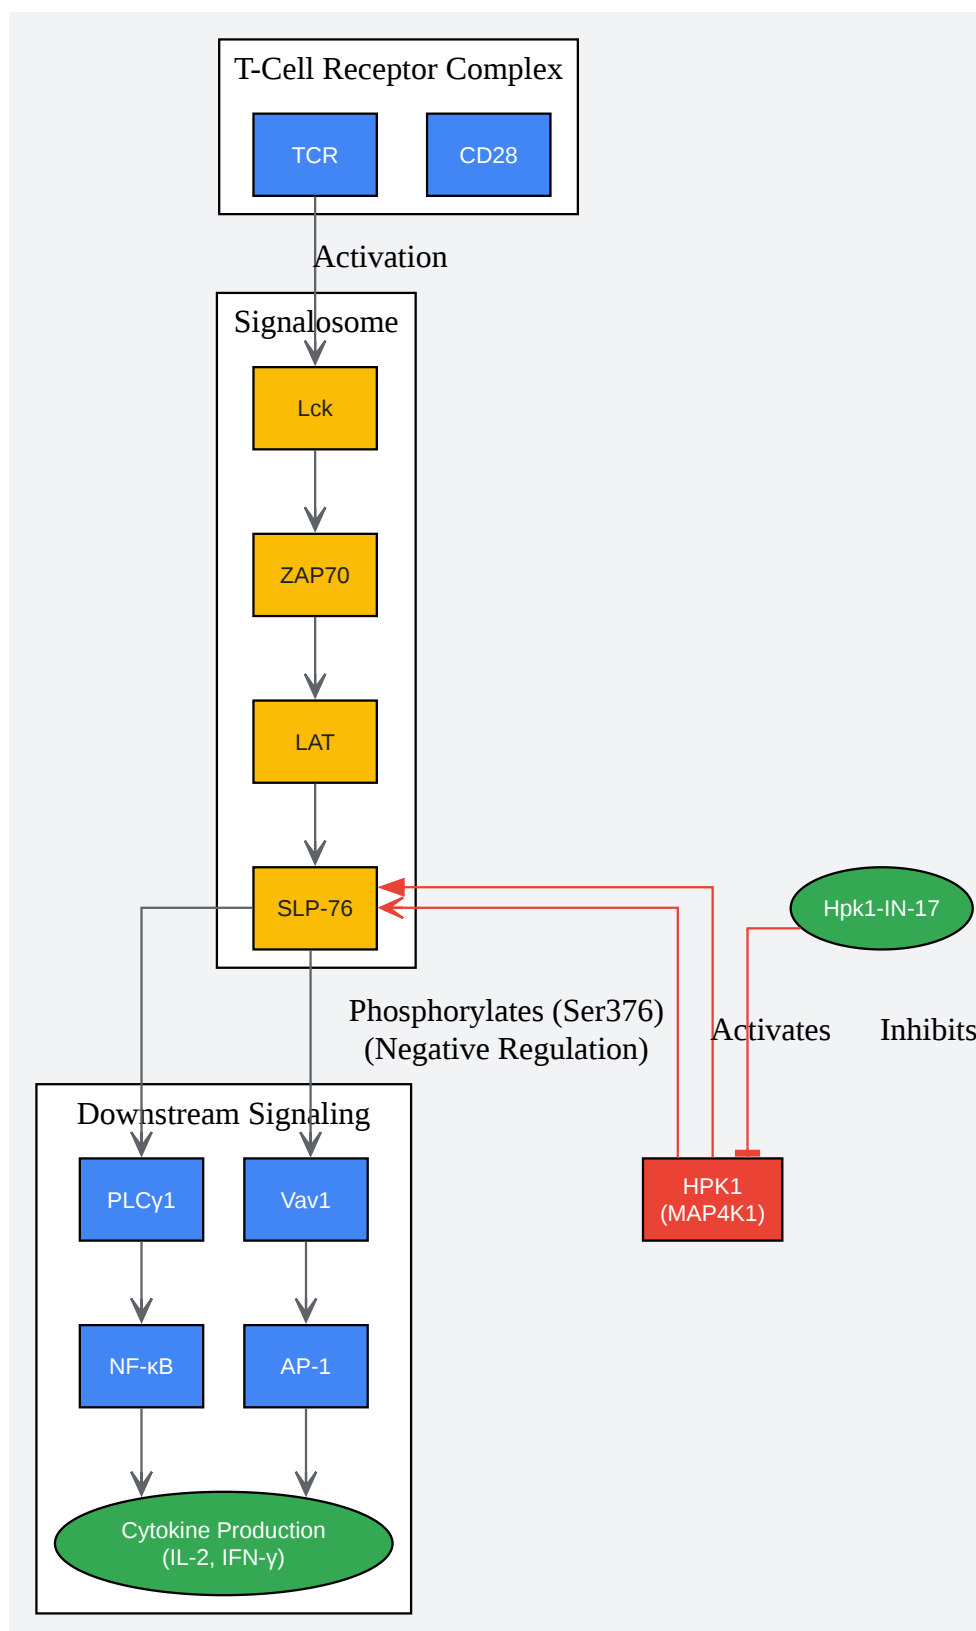 T-Cell Receptor Complex
TCR
CD28
Activation
Signalosome
Lck
ZAP70
LAT
SLP-76
Hpk1-IN-17
Phosphorylates (Ser376)
(Negative Regulation)
Activates
Inhibits
Downstream Signaling
PLCγ1
Vav1
HPK1
(MAP4K1)
NF-κB
AP-1
Cytokine Production
(IL-2, IFN-γ)